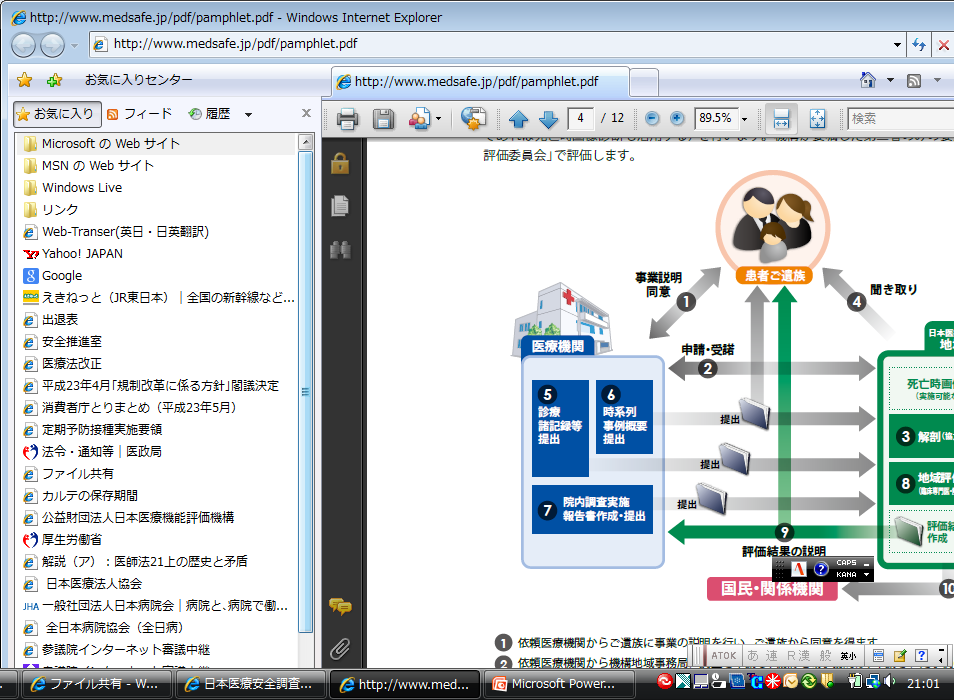 http://www.medsafe.jp/pdf/pamphlet.pdf - Windows Internet Explorer
http://www.medsafe.jp/pdf/pamphlet.pdf
お気に入りセンター
http://www.medsafe.jp/pdf/pamphlet.pdf
お気に入り
フィード
履歴
4 / 12
89.5%
検索
Microsoft の Web サイト
MSN の Web サイト
Windows Live
リンク
Web-Transer(英日・日英翻訳)
Yahoo! JAPAN
Google
えきねっと（JR東日本）｜全国の新幹線など...
出退表
安全推進室
医療法改正
平成23年4月｢規制改革に係る方針｣閣議決定
消費者庁とりまとめ（平成23年5月）
定期予防接種実施要領
法令・通知等｜医政局
ファイル共有
カルテの保存期間
公益財団法人日本医療機能評価機構
厚生労働省
解説（ア）：医師法21上の歴史と矛盾
日本医療法人協会
JHA 一般社団法人日本病院会｜病院と､病院で働...
全日本病院協会（全日病）
参議院インターネット審議中継
評価委員会」で評価します。
患者ご遺族
事業説明
同意
1
4
聞き取り
医療機関
申請・受諾
2
日本医
地
死亡時画
(実施可能
5
診療
諸記録等
提出
6
時系列
事例概要
提出
提出
3 解剖
提出
8 地域評
7
院内調査実施
報告書作成・提出
提出
評価結
作成
9
評価結果の説明
CAPS
KANA
国民・関係機関
10
1 依頼医療機関からご遺族に事業の説明を行い、ご遺族から同意を得ます
2 依頼医療機関から機構地域事務局
ATOK あ 連 R漢 般 英小
ファイル共有 - W...
日本医療安全調査...
http://www.med...
Microsoft Power...
21:01